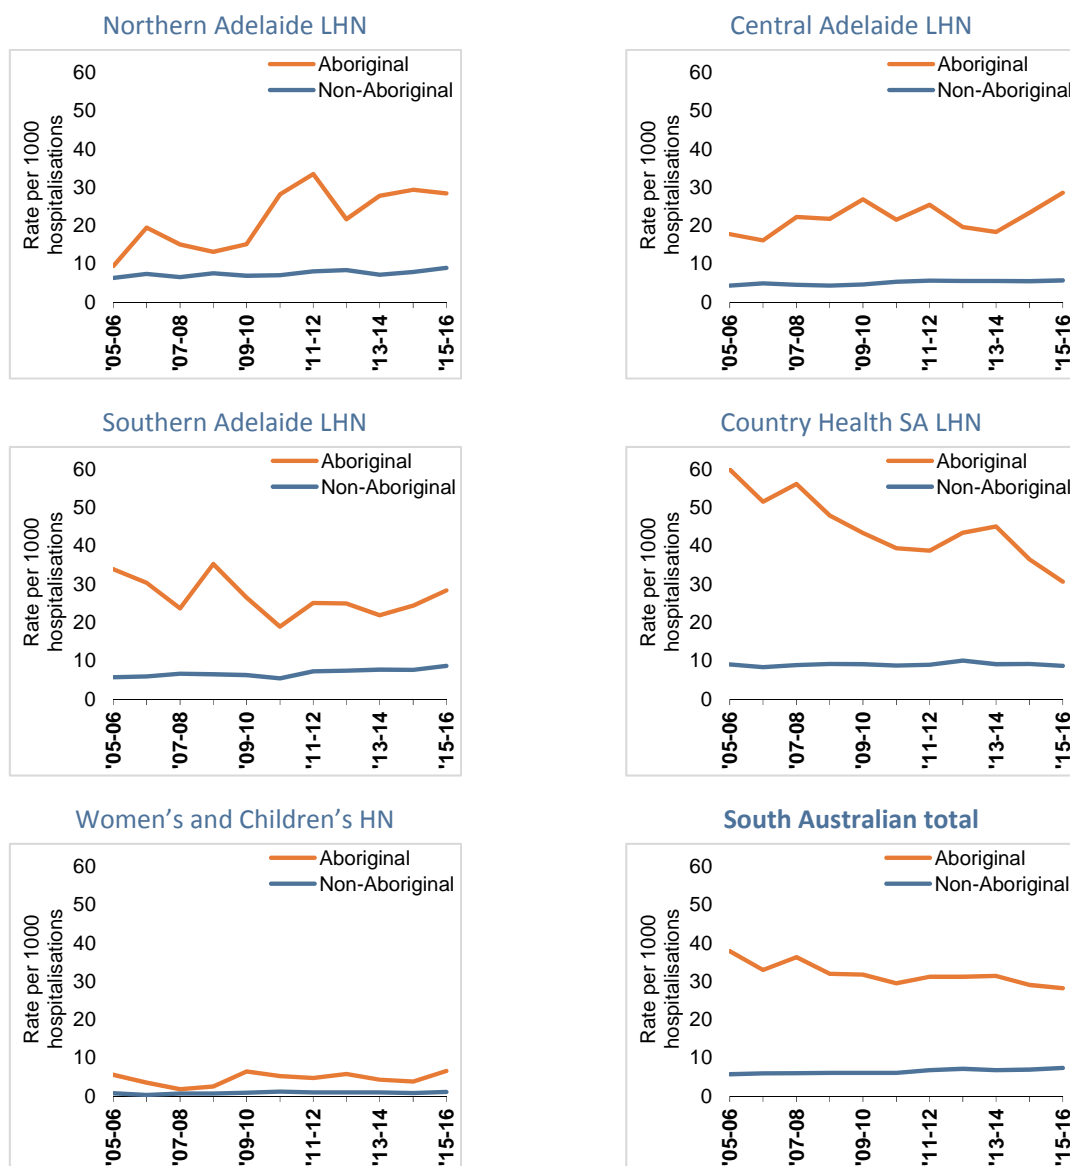 Northern Adelaide LHN
Aboriginal
Non-Aboriginal
Rate per 1000
hospitalisations
60
50
40
30
20
10
0
'05-06
'07-08
'09-10
'11-12
'13-14
'15-16
Central Adelaide LHN
Aboriginal
Non-Aboriginal
Rate per 1000
hospitalisations
60
50
40
30
20
10
0
'05-06
'07-08
'09-10
'11-12
'13-14
'15-16
Southern Adelaide LHN
Aboriginal
Non-Aboriginal
Rate per 1000
hospitalisations
60
50
40
30
20
10
0
'05-06
'07-08
'09-10
'11-12
'13-14
'15-16
Country Health SA LHN
Aboriginal
Non-Aboriginal
Rate per 1000
hospitalisations
60
50
40
30
20
10
0
'05-06
'07-08
'09-10
'11-12
'13-14
'15-16
Women’s and Children’s HN
Aboriginal
Non-Aboriginal
Rate per 1000
hospitalisations
60
50
40
30
20
10
0
'05-06
'07-08
'09-10
'11-12
'13-14
'15-16
South Australian total
Aboriginal
Non-Aboriginal
Rate per 1000
hospitalisations
60
50
40
30
20
10
0
'05-06
'07-08
'09-10
'11-12
'13-14
'15-16